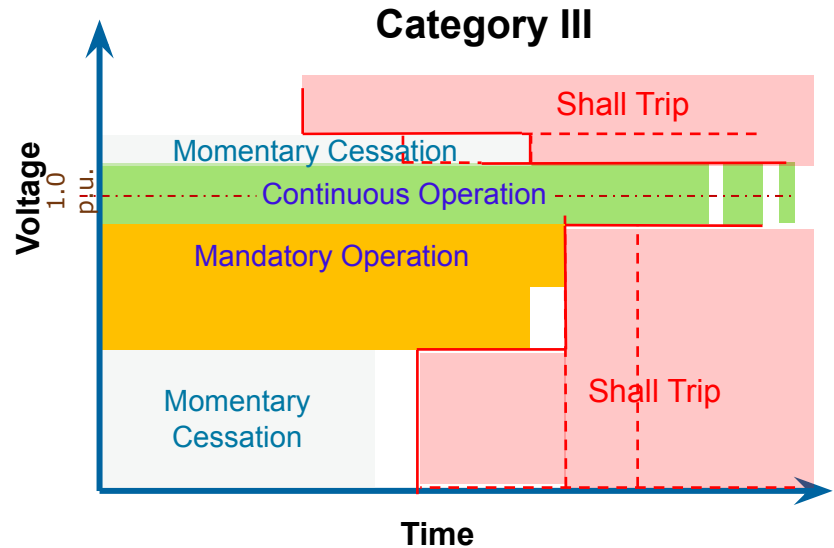 Category III
Shall Trip
Momentary Cessation
Voltage
1.0
p.u.
Continuous Operation
Mandatory Operation
Momentary
Cessation
Shall Trip
Time